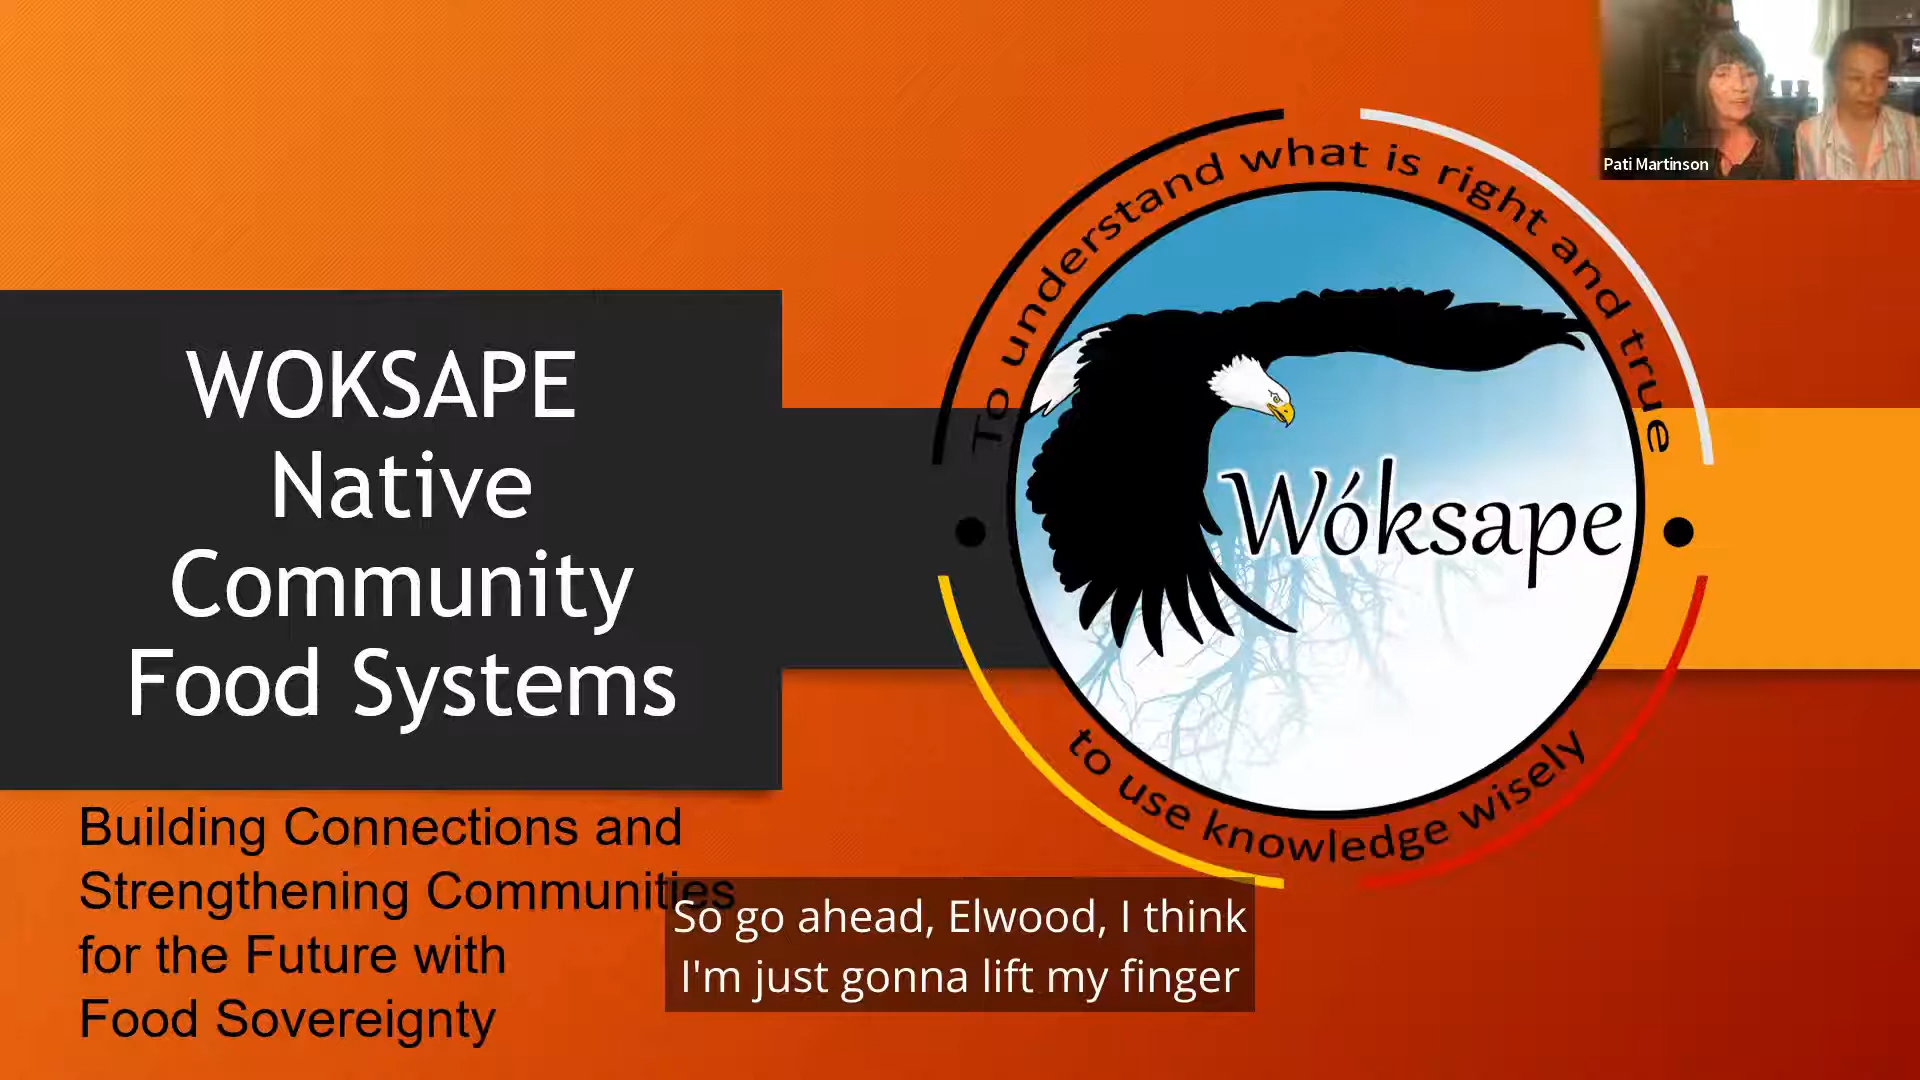 Pati Martinson
To understand what is right and true
WOKSAPE
Native
Community
Food Systems
Wóksape
to use knowledge wisely
Building Connections and
Strengthening Communities
for the Future with
Food Sovereignty
So go ahead, Elwood, I think
I'm just gonna lift my finger